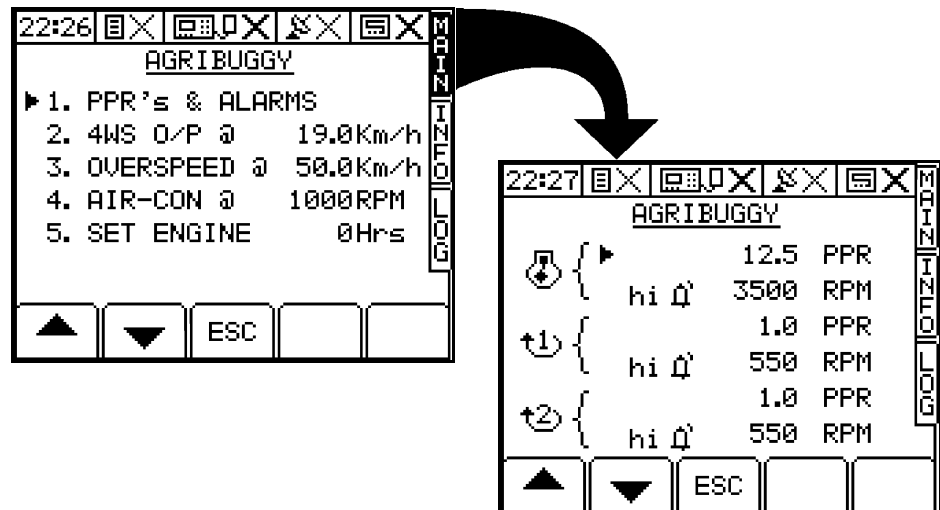 22:26
MAIN
INFO
LOG
AGRIBUGGY
1. PPR's & ALARMS
2. 4WS O/P @ 19.0Km/h
3. OVERSPEED @ 50.0Km/h
4. AIR-CON @ 1000RPM
5. SET ENGINE 0Hrs
ESC
22:27
MAIN
INFO
LOG
AGRIBUGGY
12.5 PPR
hi 3500 RPM
1 1.0 PPR
hi 550 RPM
2 1.0 PPR
hi 550 RPM
ESC